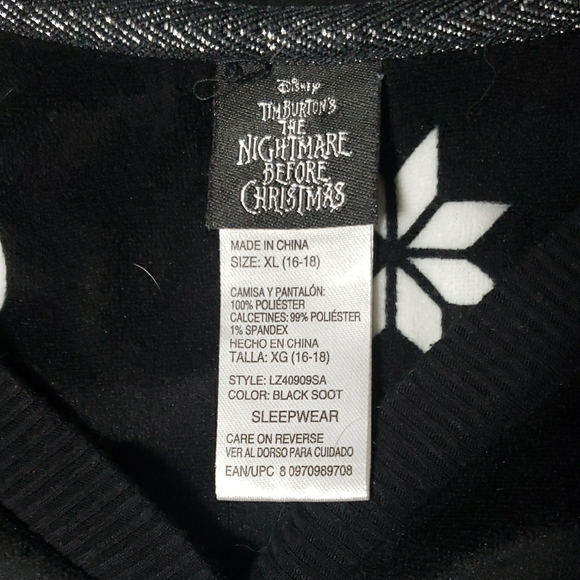 Disney
TIM BURTON'S
THE
NIGHTMARE
BEFORE
CHRISTMAS
MADE IN CHINA
SIZE: XL (16-18)
CAMISA Y PANTALÓN:
100% POLIÉSTER
CALCETINES: 99% POLIÉSTER
1% SPANDEX
HECHO EN CHINA
TALLA: XG (16-18)
STYLE: LZ40909SA
COLOR: BLACK SOOT
SLEEPWEAR
CARE ON REVERSE
VER AL DORSO PARA CUIDADO
EAN/UPC 8 0970989708